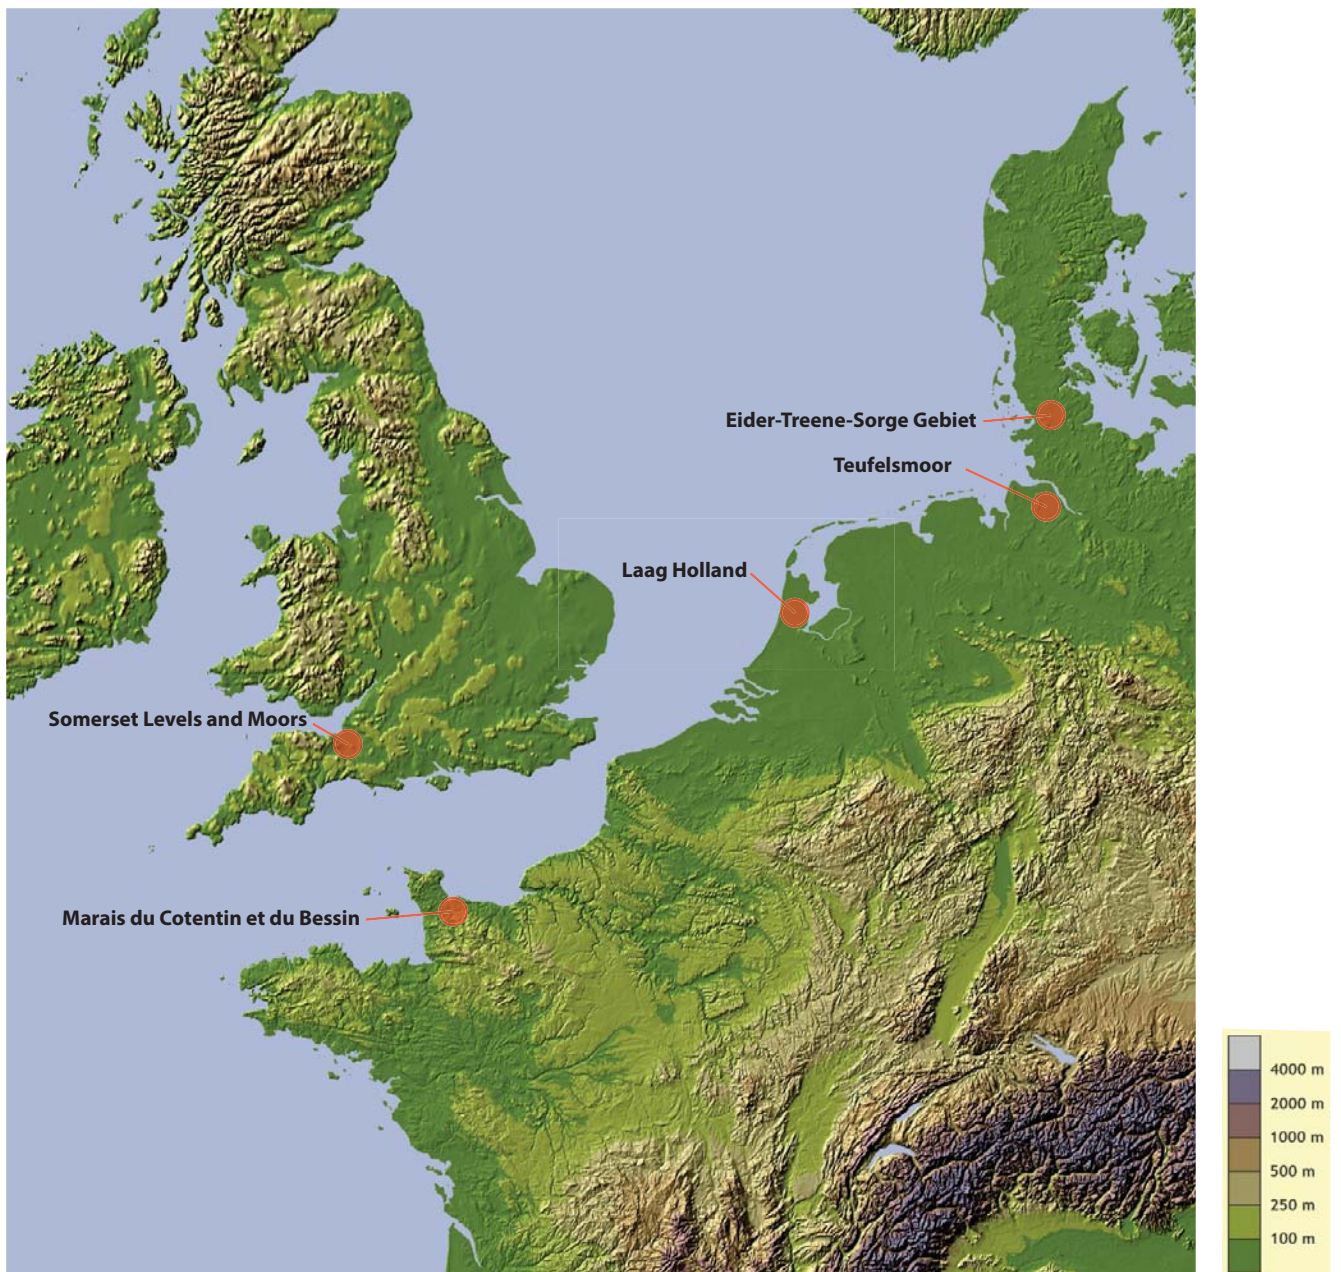 Eider-Treene-Sorge Gebiet
Teufelsmoor
Laag Holland
Somerset Levels and Moors
Marais du Cotentin et du Bessin
4000 m
2000 m
1000 m
500 m
250 m
100 m